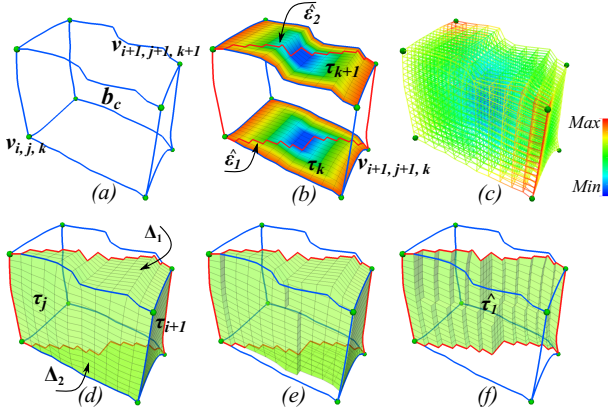 v_{i+1, j+1, k+1}
b_c
v_{i, j, k}
(a)
ε̂_2
τ_{k+1}
ε̂_1
τ_k
v_{i+1, j+1, k}
(b)
Max
Min
(c)
Δ_1
τ_j
τ_{i+1}
Δ_2
(d)
(e)
τ̂_1
(f)